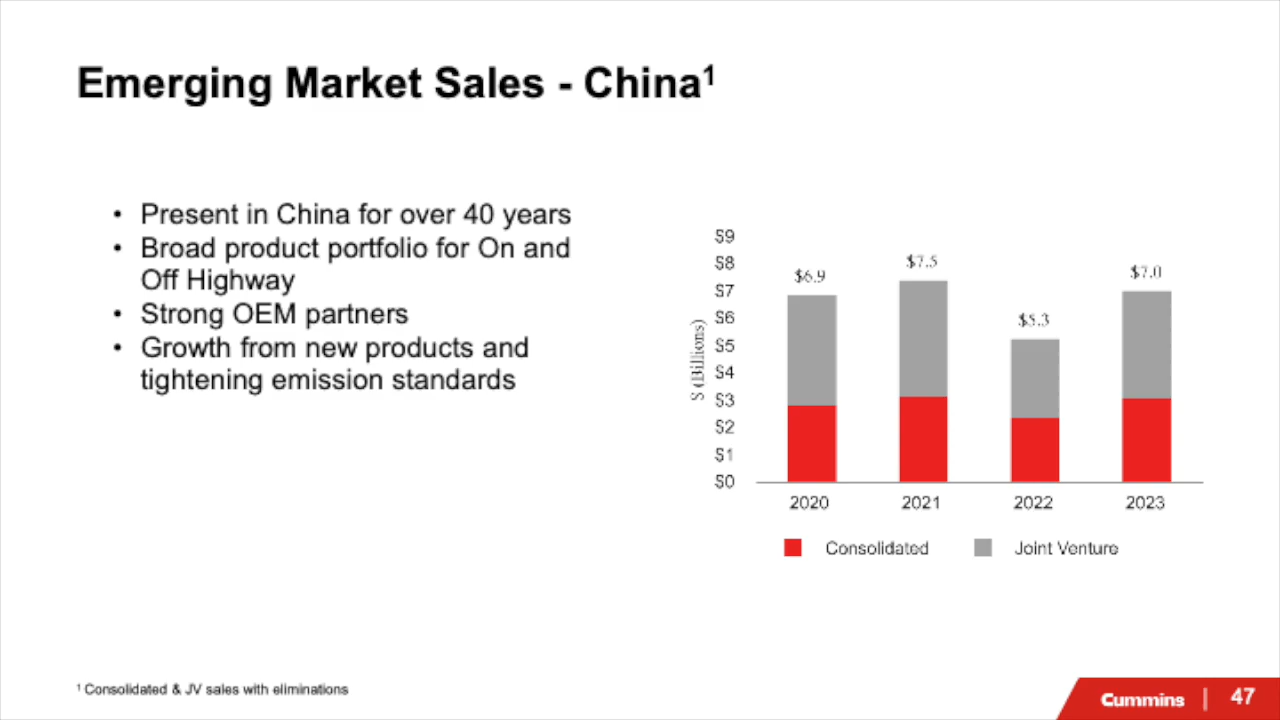 Emerging Market Sales - China¹
• Present in China for over 40 years
• Broad product portfolio for On and
Off Highway
• Strong OEM partners
• Growth from new products and
tightening emission standards
$ (Billions)
$9
$8
$7
$6
$5
$4
$3
$2
$1
$0
$6.9
$7.5
$5.3
$7.0
2020
2021
2022
2023
Consolidated
Joint Venture
¹ Consolidated & JV sales with eliminations
Cummins | 47